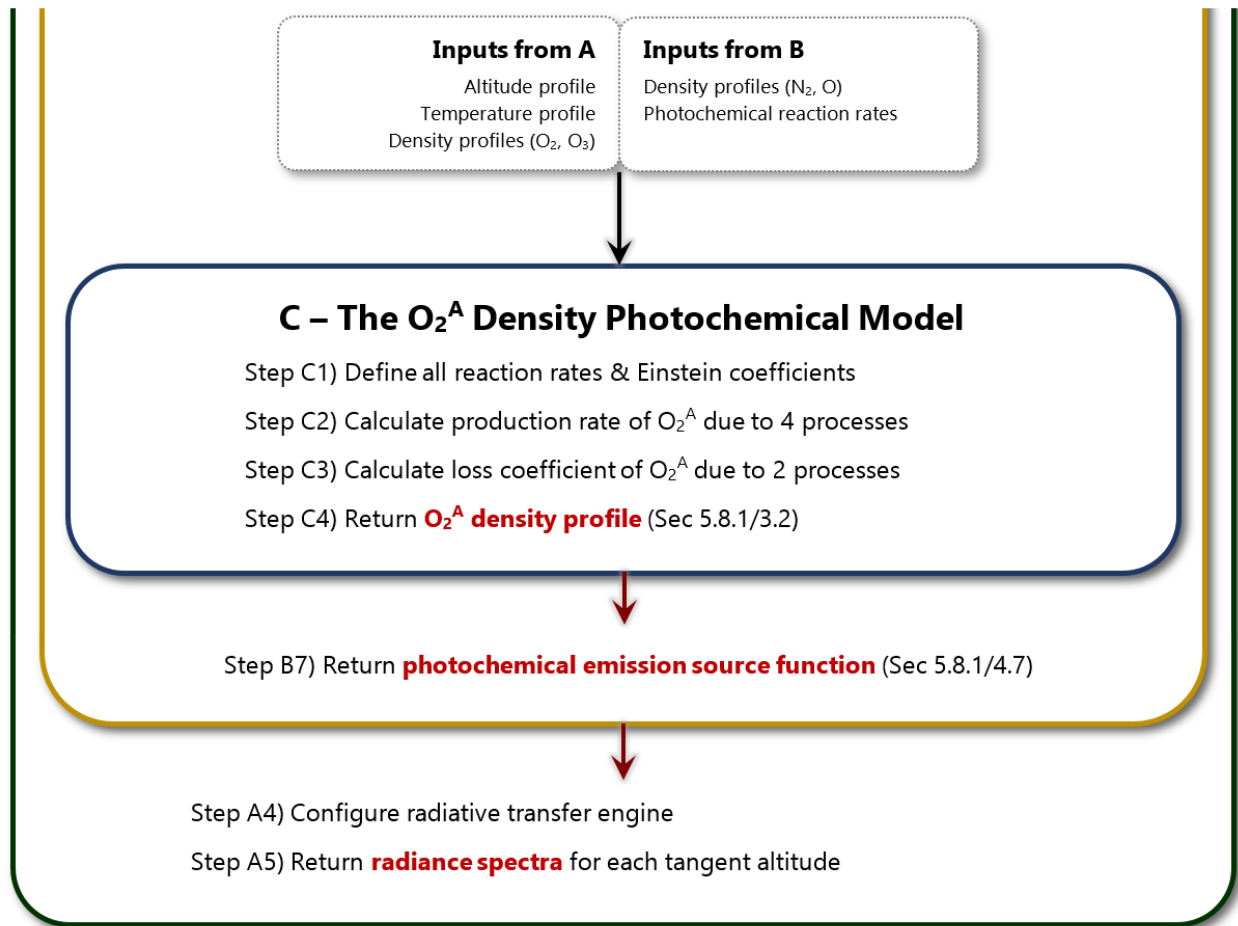 Inputs from A
Altitude profile
Temperature profile
Density profiles (O₂, O₃)
Inputs from B
Density profiles (N₂, O)
Photochemical reaction rates
C – The O₂ᴬ Density Photochemical Model
Step C1) Define all reaction rates & Einstein coefficients
Step C2) Calculate production rate of O₂ᴬ due to 4 processes
Step C3) Calculate loss coefficient of O₂ᴬ due to 2 processes
Step C4) Return O₂ᴬ density profile (Sec 5.8.1/3.2)
Step B7) Return photochemical emission source function (Sec 5.8.1/4.7)
Step A4) Configure radiative transfer engine
Step A5) Return radiance spectra for each tangent altitude